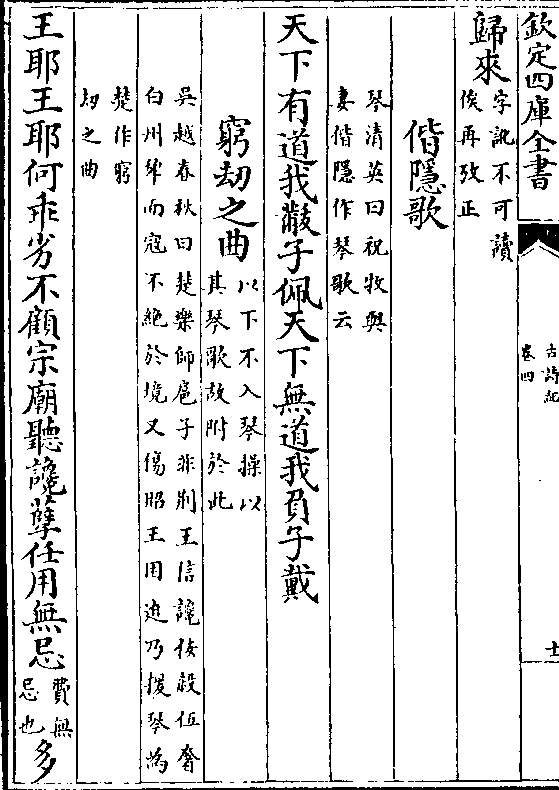 欽定四庫全書
古詩紀
卷四
十一
歸來
字訛不可讀
俟再攷正
偕隱歌
琴清英曰祝牧與
妻偕隱作琴歌云
天下有道我黻子佩天下無道我負子戴
窮劫之曲
以下不入琴操以
其琴歌故附於此
吳越春秋曰楚樂師扈子非荆王信讒佞殺伍奢
白州犂而寇不絶於境又傷昭王困迫乃援琴為
楚作窮
劫之曲
王耶王耶何乖劣不顧宗廟聽讒孽任用無忌
費無
忌也
多